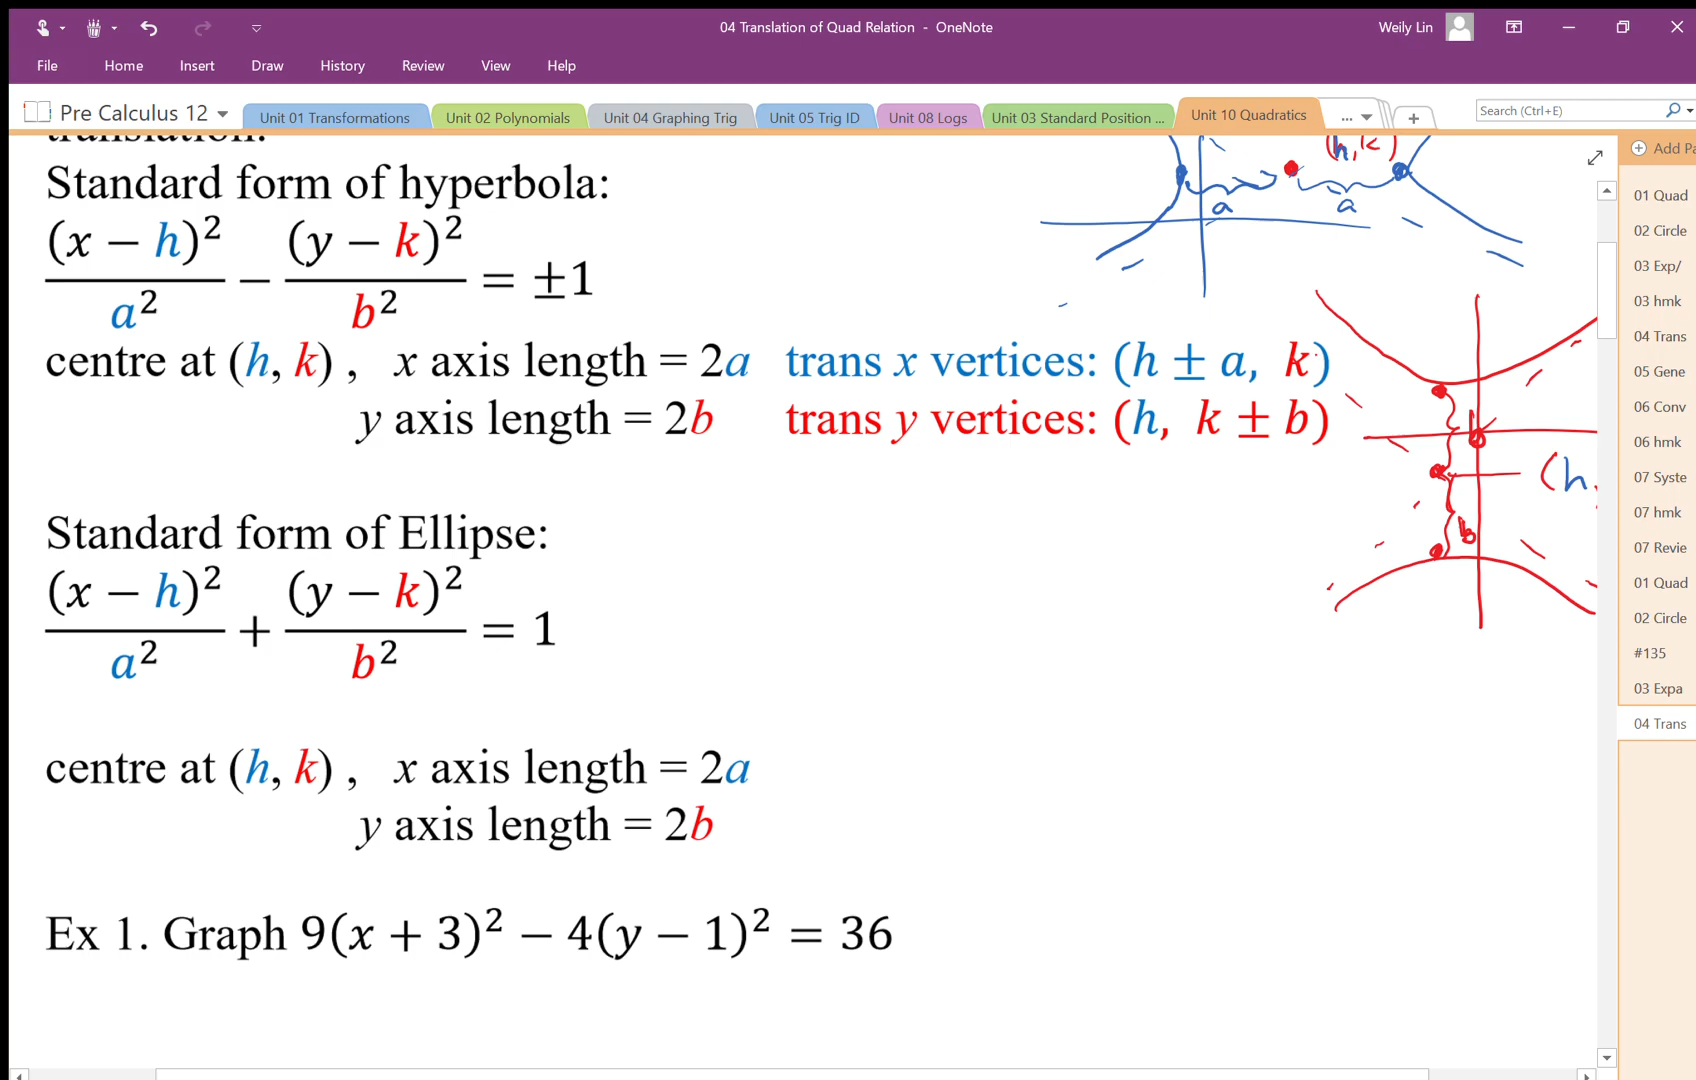 04 Translation of Quad Relation - OneNote
Weily Lin
File Home Insert Draw History Review View Help
Pre Calculus 12
Unit 01 Transformations
Unit 02 Polynomials
Unit 04 Graphing Trig
Unit 05 Trig ID
Unit 08 Logs
Unit 03 Standard Position ...
Unit 10 Quadratics
...
Search (Ctrl+E)
translation:
Standard form of hyperbola:
(x − h)²/a² − (y − k)²/b² = ±1
centre at (h, k) , x axis length = 2a trans x vertices: (h ± a, k)
y axis length = 2b trans y vertices: (h, k ± b)
Standard form of Ellipse:
(x − h)²/a² + (y − k)²/b² = 1
centre at (h, k) , x axis length = 2a
y axis length = 2b
Ex 1. Graph 9(x + 3)² − 4(y − 1)² = 36
(h, k)
a a
b
(h,
b
Add Pa
01 Quad
02 Circle
03 Exp/
03 hmk
04 Trans
05 Gene
06 Conv
06 hmk
07 Syste
07 hmk
07 Revie
01 Quad
02 Circle
#135
03 Expa
04 Trans